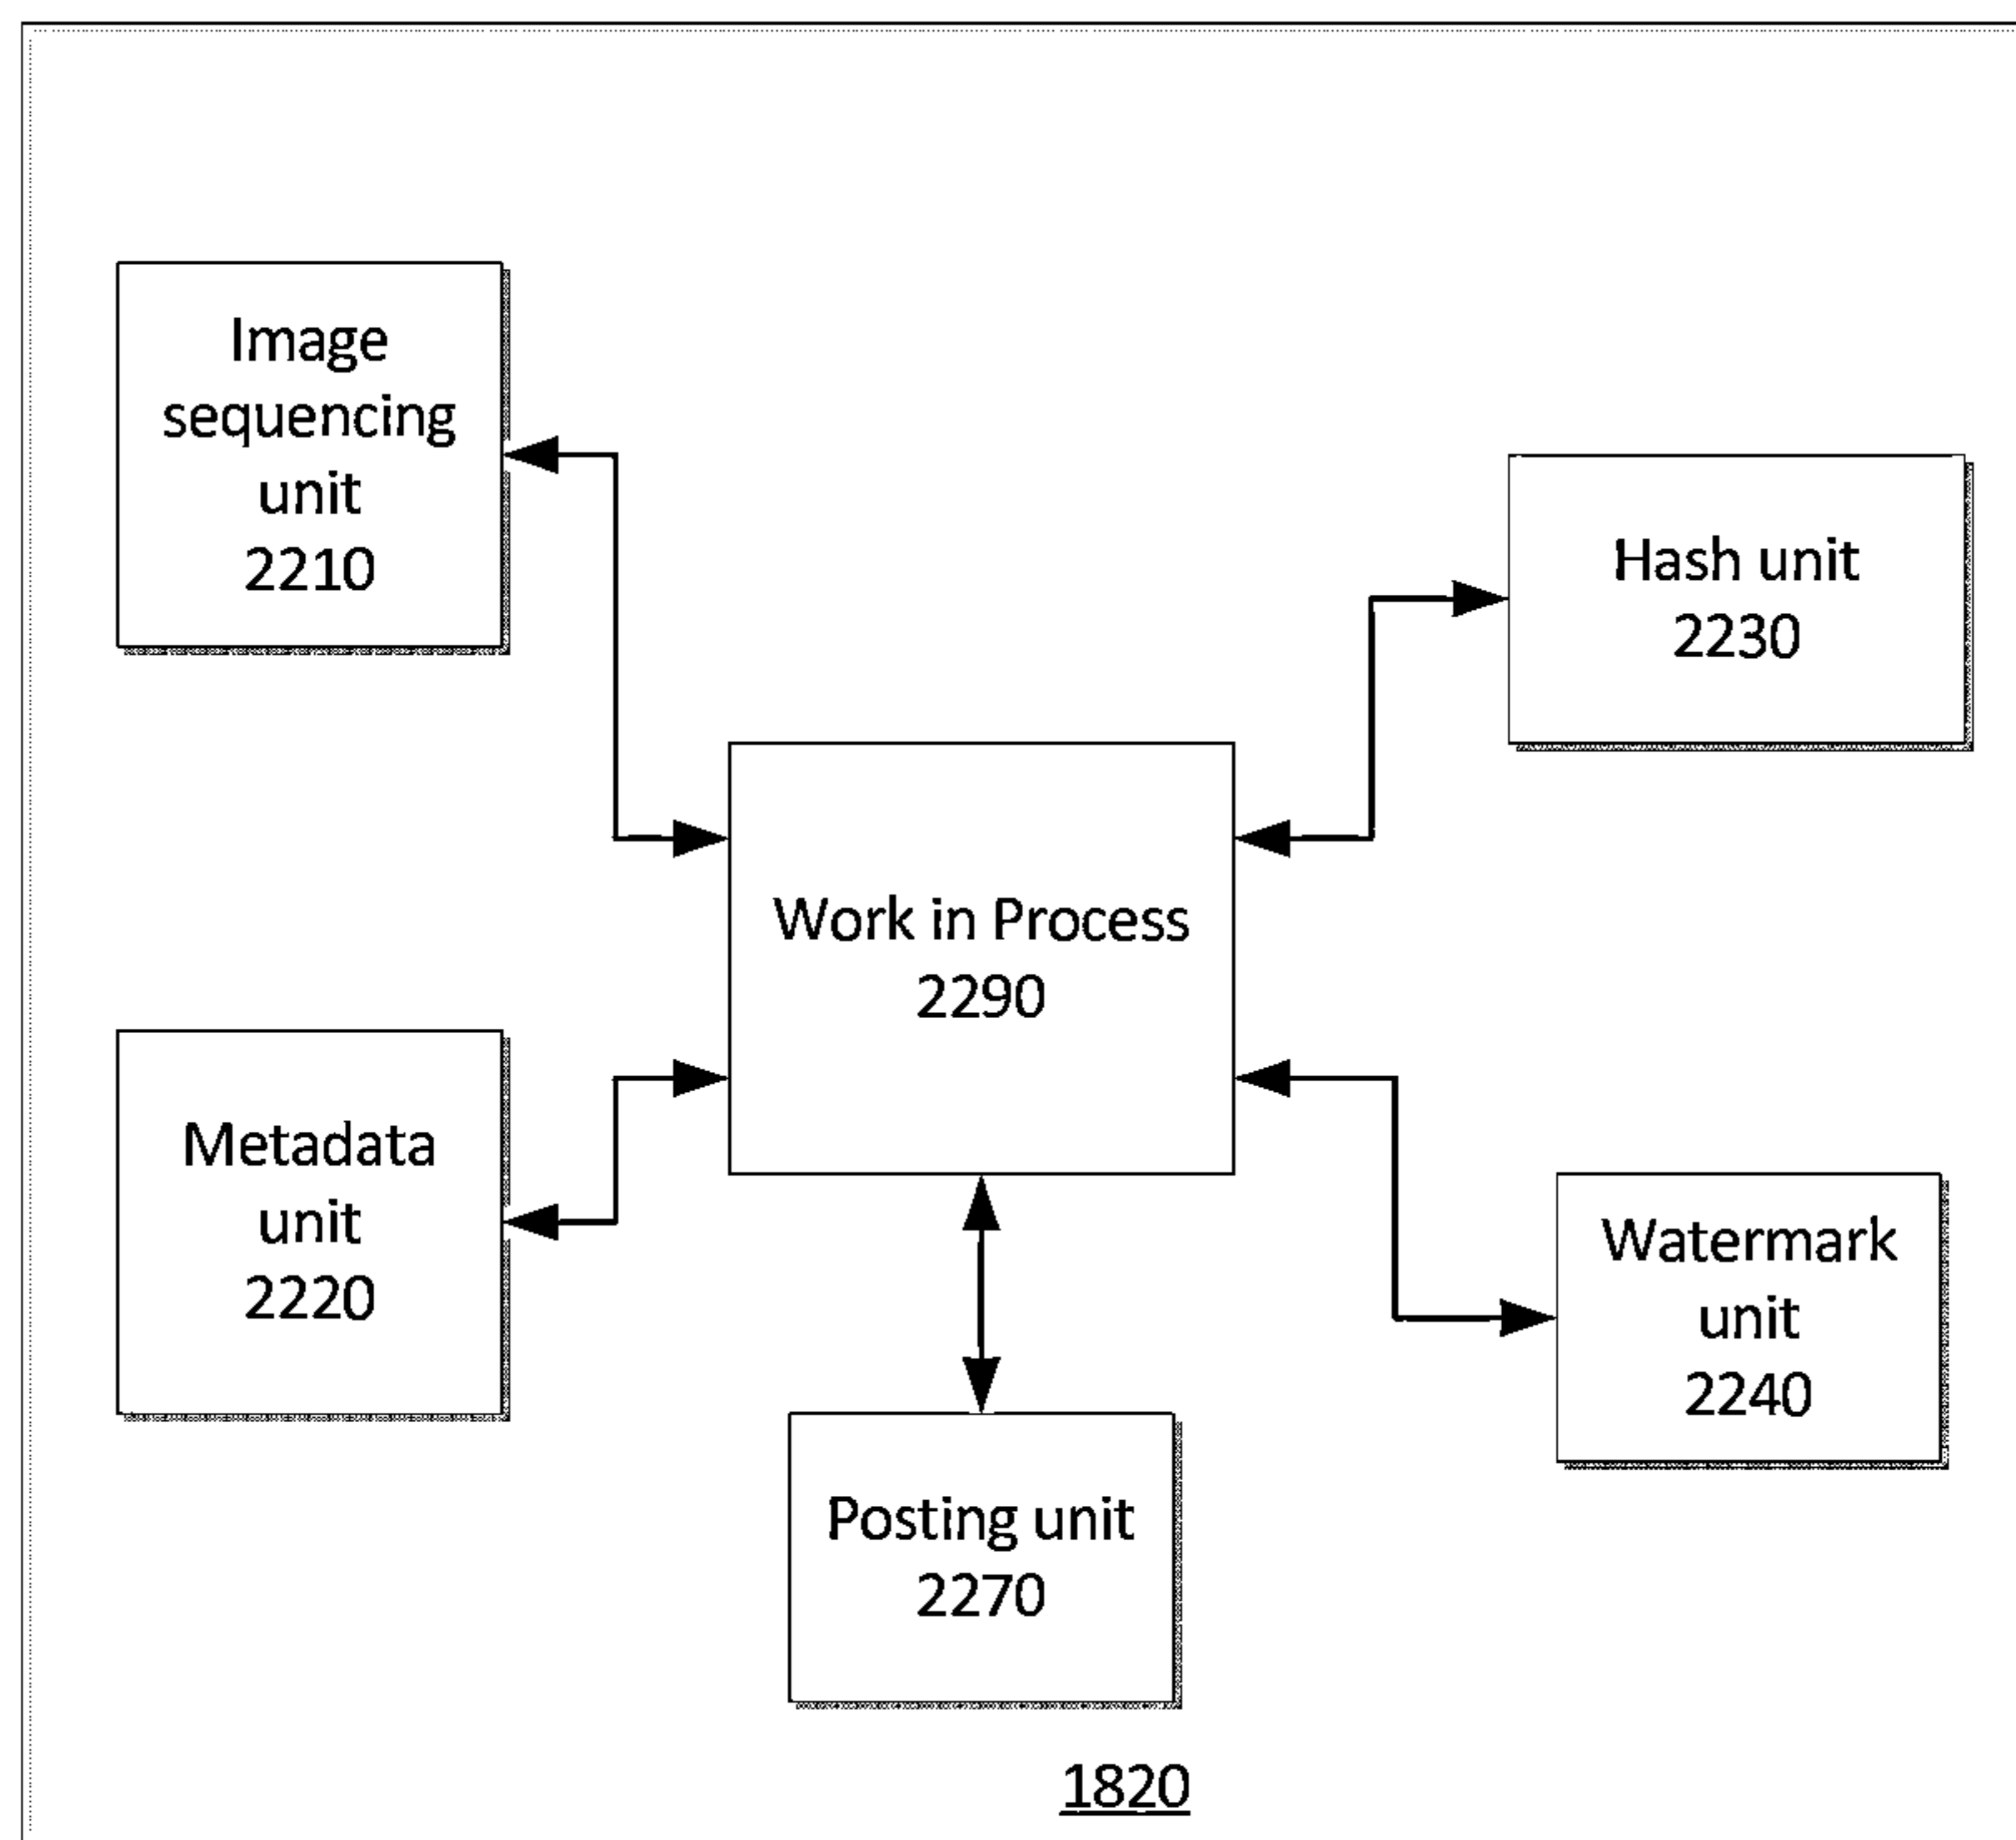 Image
sequencing
unit
2210
Hash unit
2230
Work in Process
2290
Metadata
unit
2220
Watermark
unit
2240
Posting unit
2270
1820